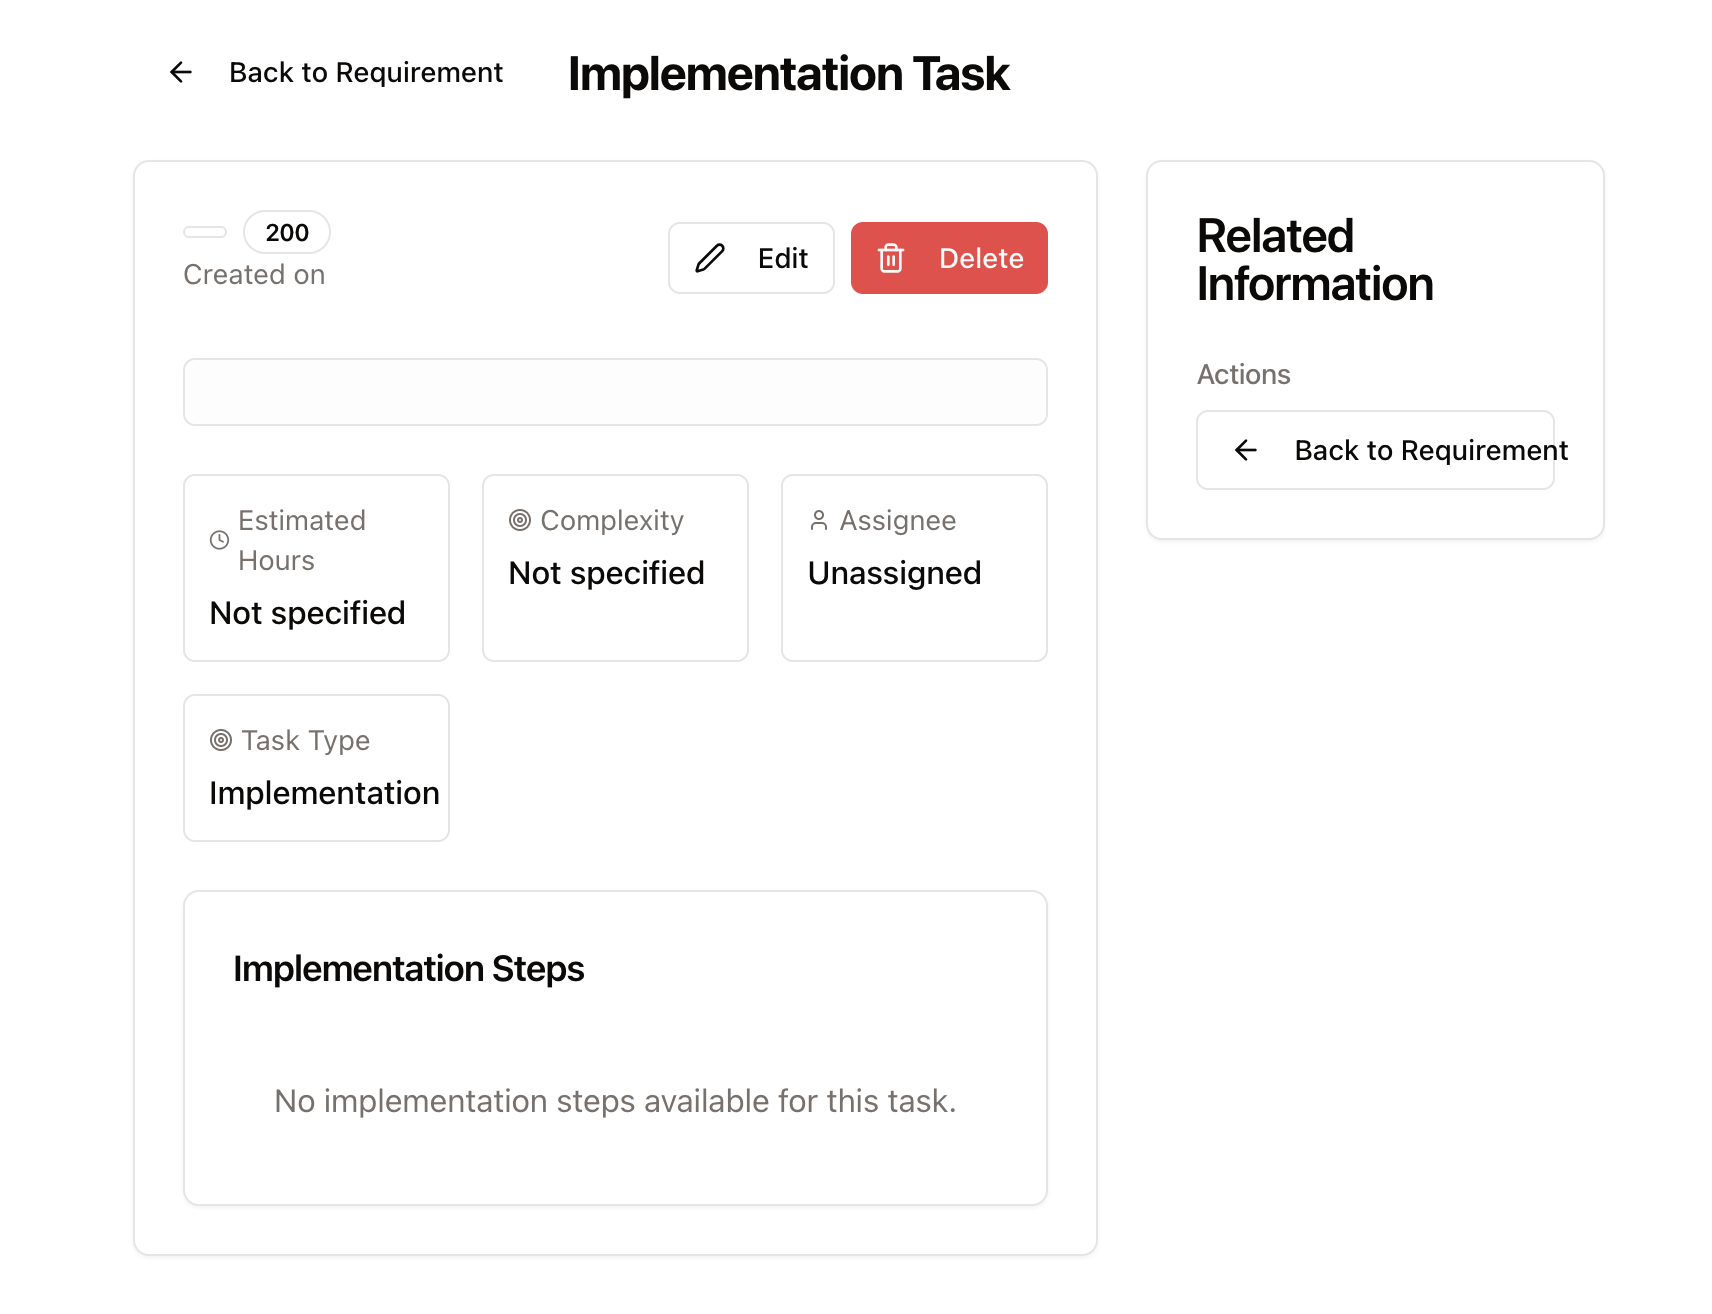 Back to Requirement
Implementation Task
200
Created on
Edit
Delete
Estimated
Hours
Not specified
Complexity
Not specified
Assignee
Unassigned
Task Type
Implementation
Implementation Steps
No implementation steps available for this task.
Related
Information
Actions
Back to Requirement